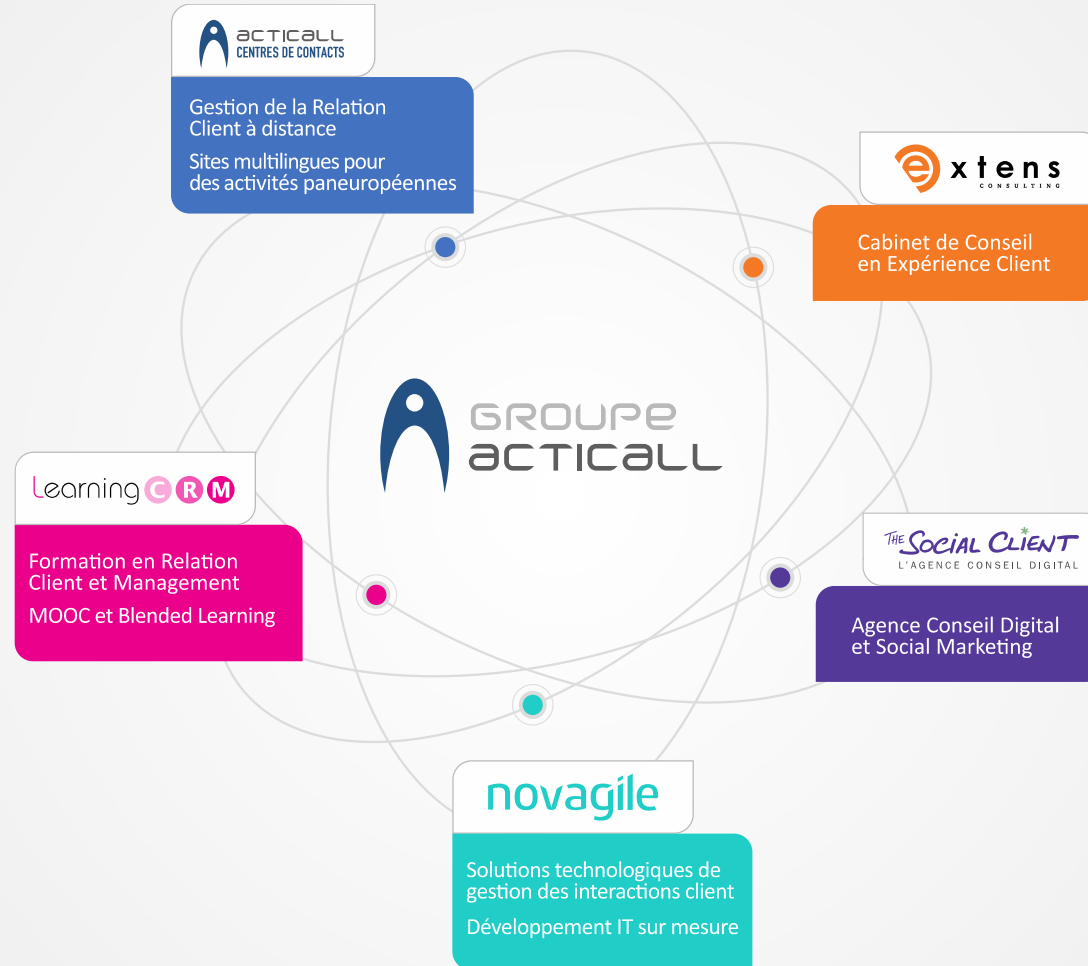 acticall
CENTRES DE CONTACTS
Gestion de la Relation
Client à distance
Sites multilingues pour
des activités paneuropéennes
extens
CONSULTING
Cabinet de Conseil
en Expérience Client
GROUPE
acticall
Learning CRM
Formation en Relation
Client et Management
MOOC et Blended Learning
THE SOCIAL CLIENT
L'AGENCE CONSEIL DIGITAL
Agence Conseil Digital
et Social Marketing
novagile
Solutions technologiques de
gestion des interactions client
Développement IT sur mesure